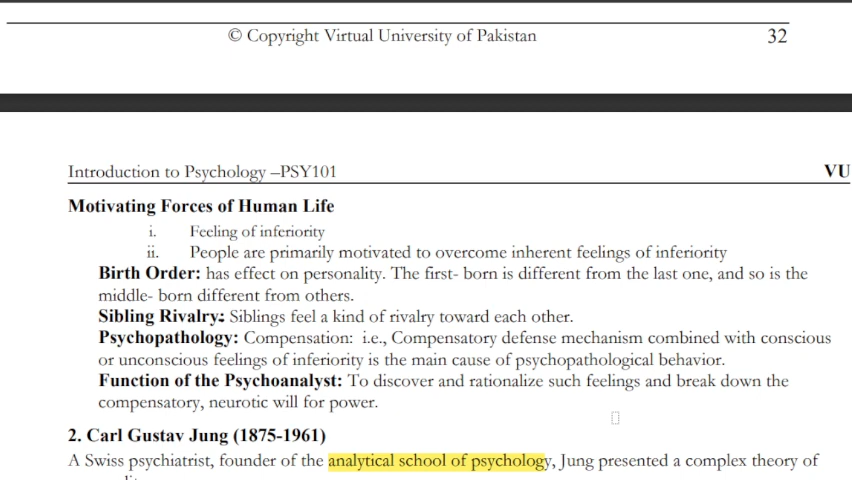 © Copyright Virtual University of Pakistan 32
Introduction to Psychology –PSY101 VU
Motivating Forces of Human Life
i. Feeling of inferiority
ii. People are primarily motivated to overcome inherent feelings of inferiority
Birth Order: has effect on personality. The first- born is different from the last one, and so is the
middle- born different from others.
Sibling Rivalry: Siblings feel a kind of rivalry toward each other.
Psychopathology: Compensation: i.e., Compensatory defense mechanism combined with conscious
or unconscious feelings of inferiority is the main cause of psychopathological behavior.
Function of the Psychoanalyst: To discover and rationalize such feelings and break down the
compensatory, neurotic will for power.
2. Carl Gustav Jung (1875-1961)
A Swiss psychiatrist, founder of the analytical school of psychology, Jung presented a complex theory of